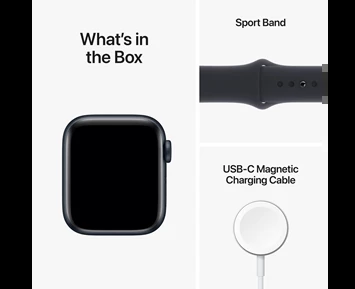 What's in
the Box
Sport Band
USB-C Magnetic
Charging Cable